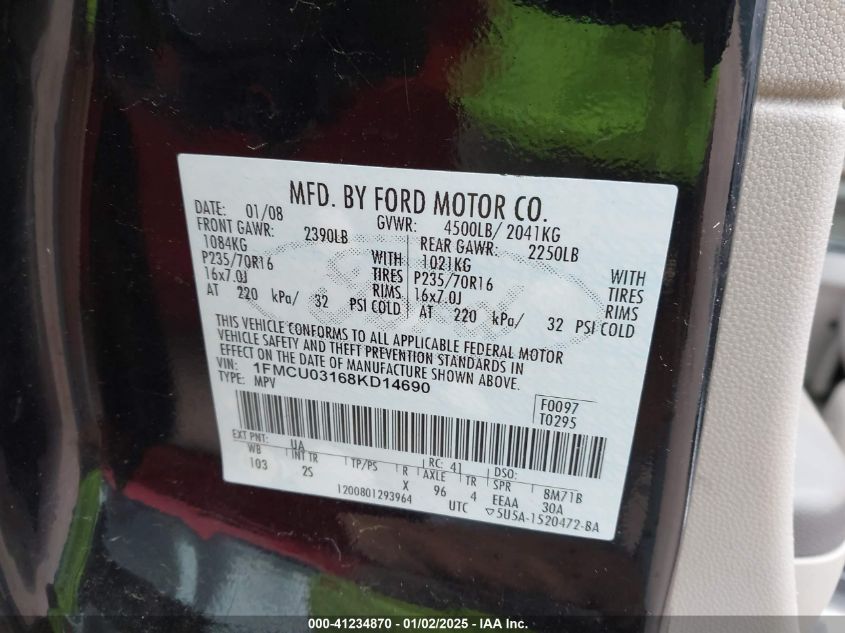 MFD. BY FORD MOTOR CO.
DATE: 01/08 GVWR: 4500LB/ 2041KG
FRONT GAWR: 2390LB REAR GAWR: 2250LB
1084KG WITH 1021KG WITH
P235/70R16 TIRES P235/70R16 TIRES
16x7.0J RIMS 16x7.0J RIMS
AT 220 kPa/ 32 PSI COLD AT 220 kPa/ 32 PSI COLD
THIS VEHICLE CONFORMS TO ALL APPLICABLE FEDERAL MOTOR
VEHICLE SAFETY AND THEFT PREVENTION STANDARDS IN
EFFECT ON THE DATE OF MANUFACTURE SHOWN ABOVE.
VIN: 1FMCU03168KD14690
TYPE: MPV
F0097
T0295
EXT PNT: UA RC: 41 DSO:
WB INT TR TP/PS R AXLE TR SPR 8M71B
103 2S X 96 4 EEAA 30A
1200801293964 UTC ▽5U5A-1520472-BA
000-41234870 - 01/02/2025 - IAAI.com